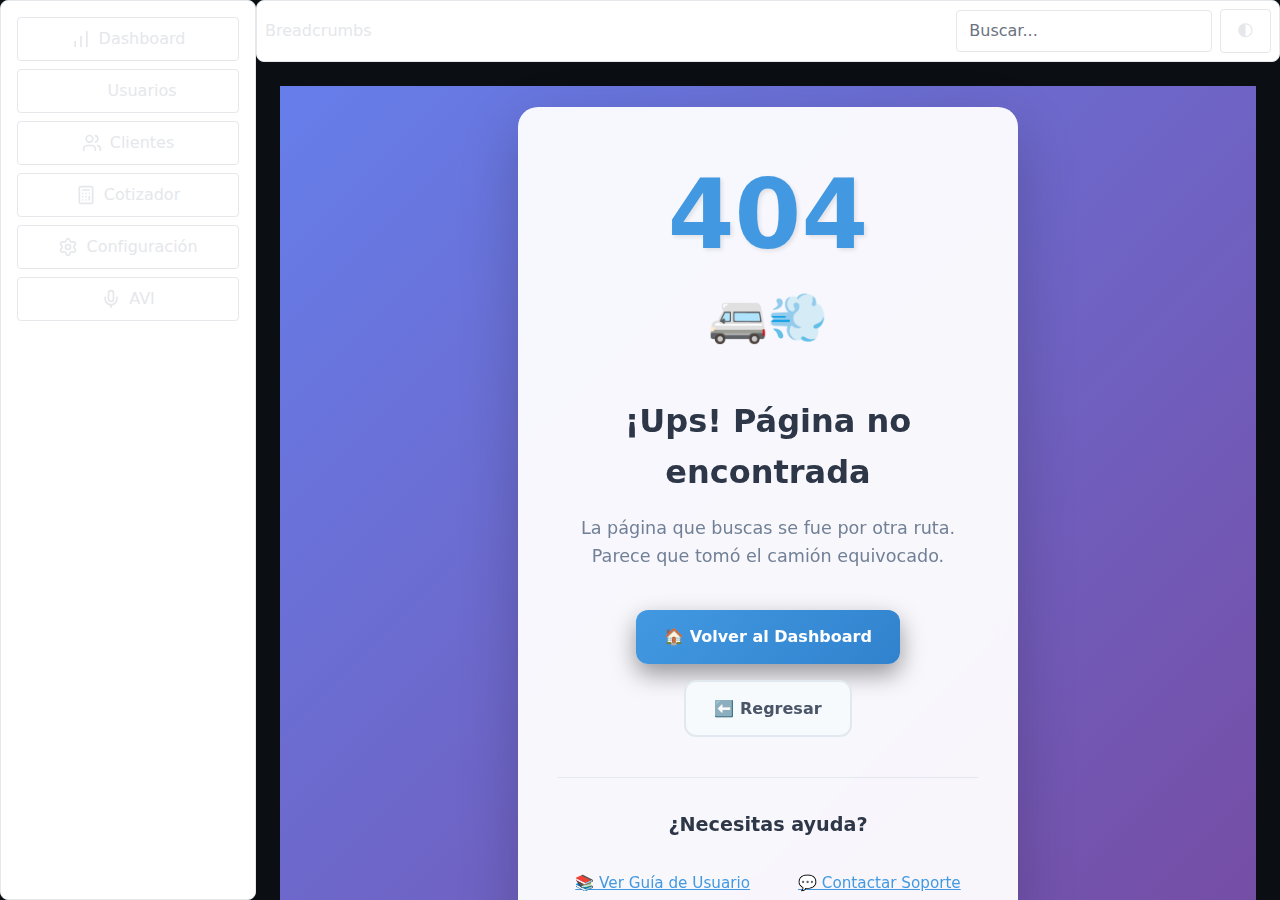 Dashboard
Usuarios
Clientes
Cotizador
Configuración
AVI
Breadcrumbs
Buscar...
404
¡Ups! Página no
encontrada
La página que buscas se fue por otra ruta.
Parece que tomó el camión equivocado.
🏠 Volver al Dashboard
⬅️ Regresar
¿Necesitas ayuda?
📚 Ver Guía de Usuario
💬 Contactar Soporte